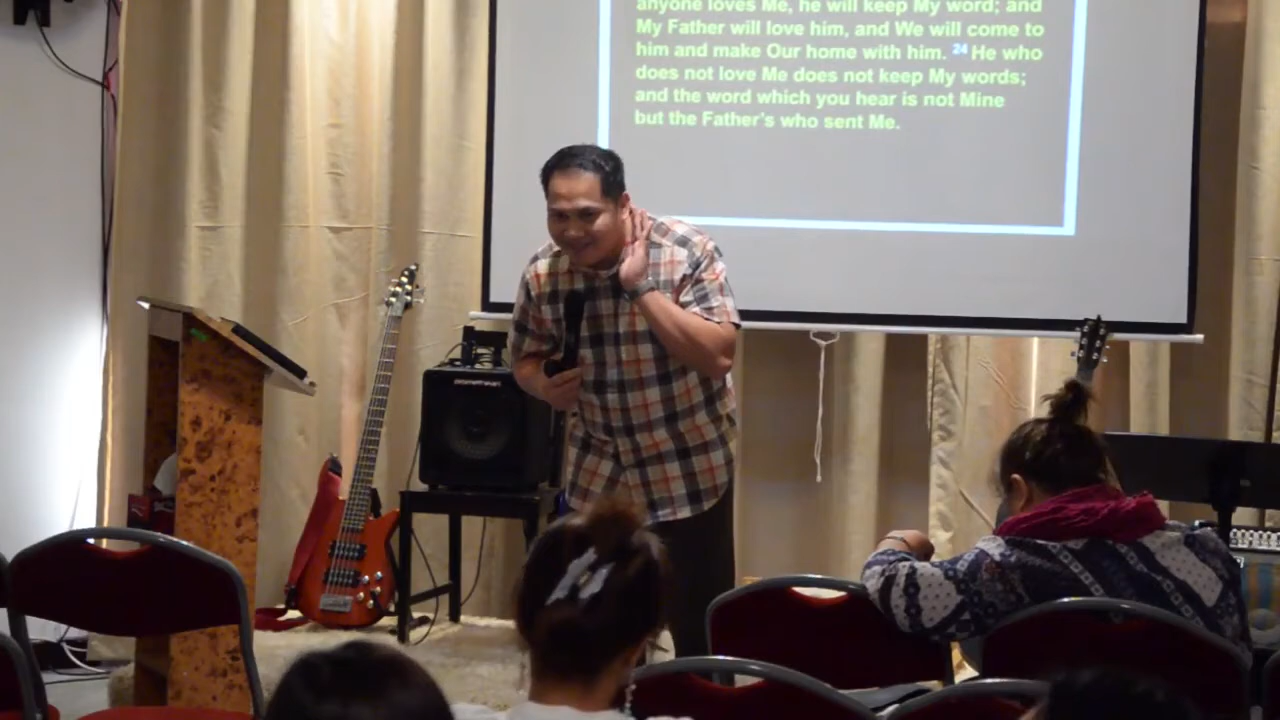 anyone loves Me, he will keep My word; and
My Father will love him, and We will come to
him and make Our home with him. 24 He who
does not love Me does not keep My words;
and the word which you hear is not Mine
but the Father's who sent Me.